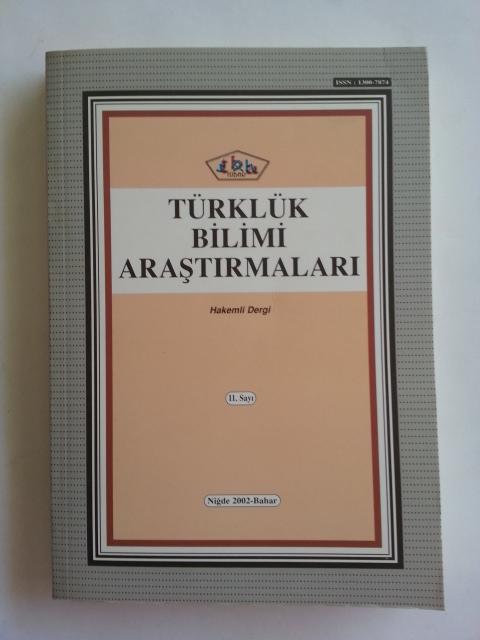 ISSN : 1300-7874
TÜRKLÜK
BİLİMİ
ARAŞTIRMALARI
Hakemli Dergi
11. Sayı
Niğde 2002-Bahar